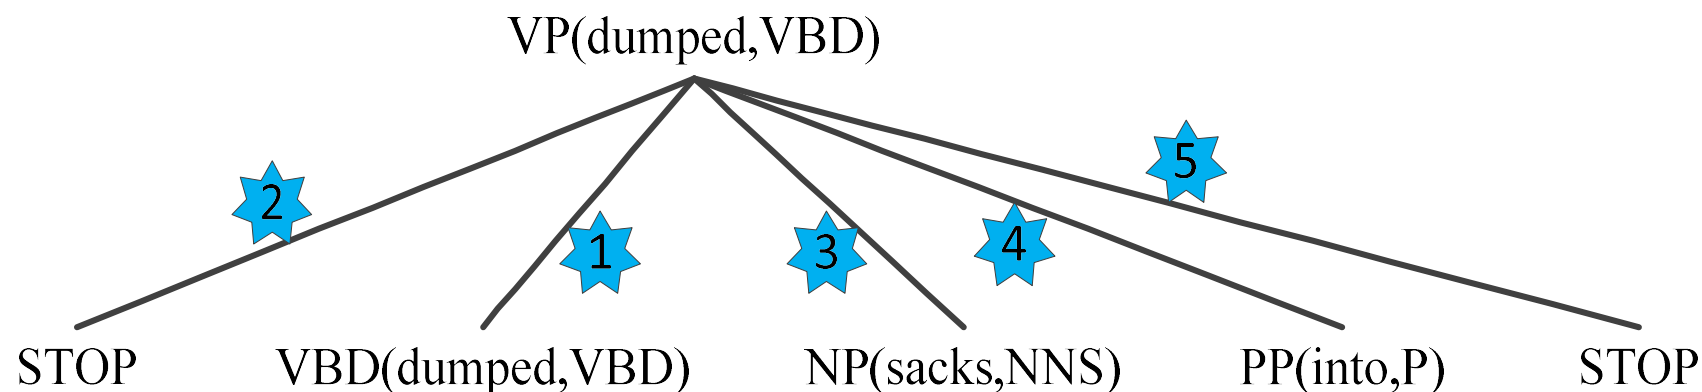 VP(dumped,VBD)
5
2
1
3
4
STOP
VBD(dumped,VBD)
NP(sacks,NNS)
PP(into,P)
STOP